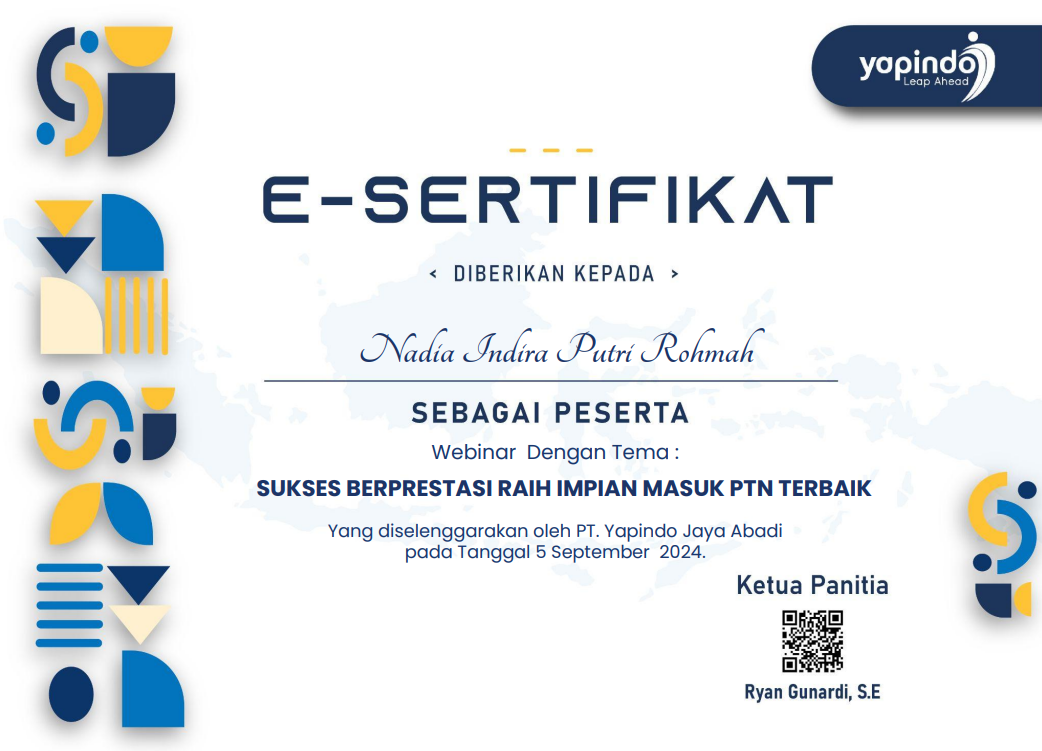 yapindo
Leap Ahead
E-SERTIFIKAT
< DIBERIKAN KEPADA >
Nadia Indira Putri Rohmah
SEBAGAI PESERTA
Webinar Dengan Tema :
SUKSES BERPRESTASI RAIH IMPIAN MASUK PTN TERBAIK
Yang diselenggarakan oleh PT. Yapindo Jaya Abadi
pada Tanggal 5 September 2024.
Ketua Panitia
Ryan Gunardi, S.E